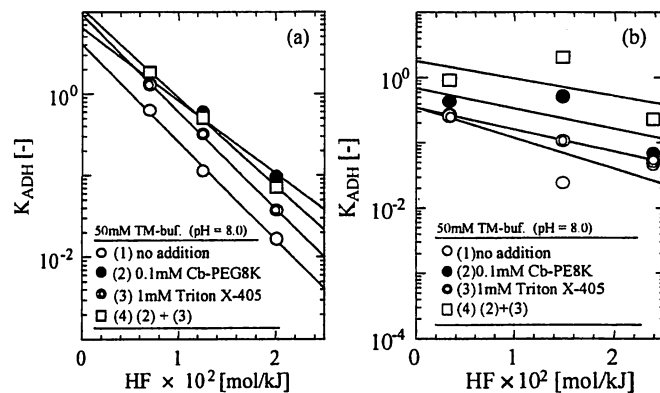 (a)
10^0
10^-2
K_ADH [-]
50mM TM-buf. (pH = 8.0)
(1) no addition
(2) 0.1mM Cb-PEG8K
(3) 1mM Triton X-405
(4) (2) + (3)
0 1 2
HF × 10^2 [mol/kJ]
(b)
10^0
10^-2
10^-4
K_ADH [-]
50mM TM-buf. (pH = 8.0)
(1)no addition
(2)0.1mM Cb-PE8K
(3)1mM Triton X-405
(4) (2)+(3)
0 1 2
HF × 10^2 [mol/kJ]